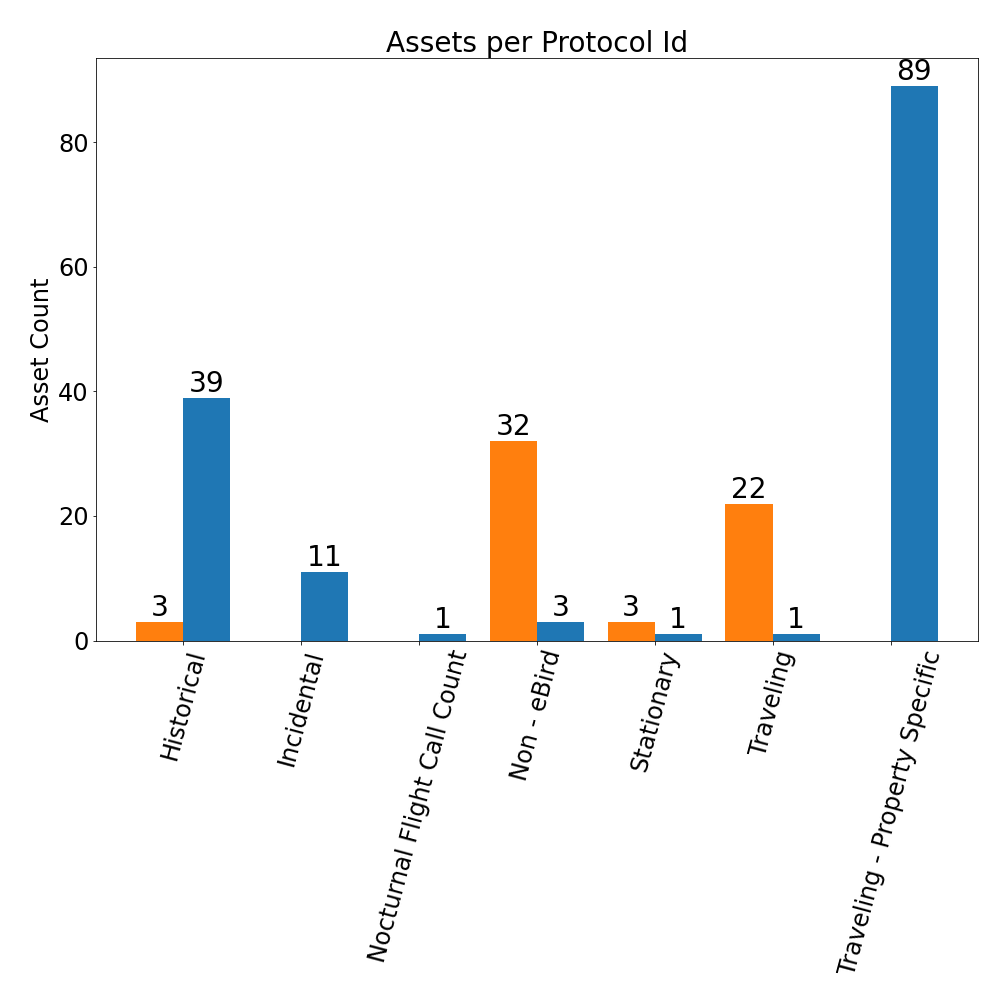 Assets per Protocol Id
Asset Count
80
60
40
20
0
3
39
11
1
32
3
3
1
22
1
89
Historical
Incidental
Nocturnal Flight Call Count
Non - eBird
Stationary
Traveling
Traveling - Property Specific